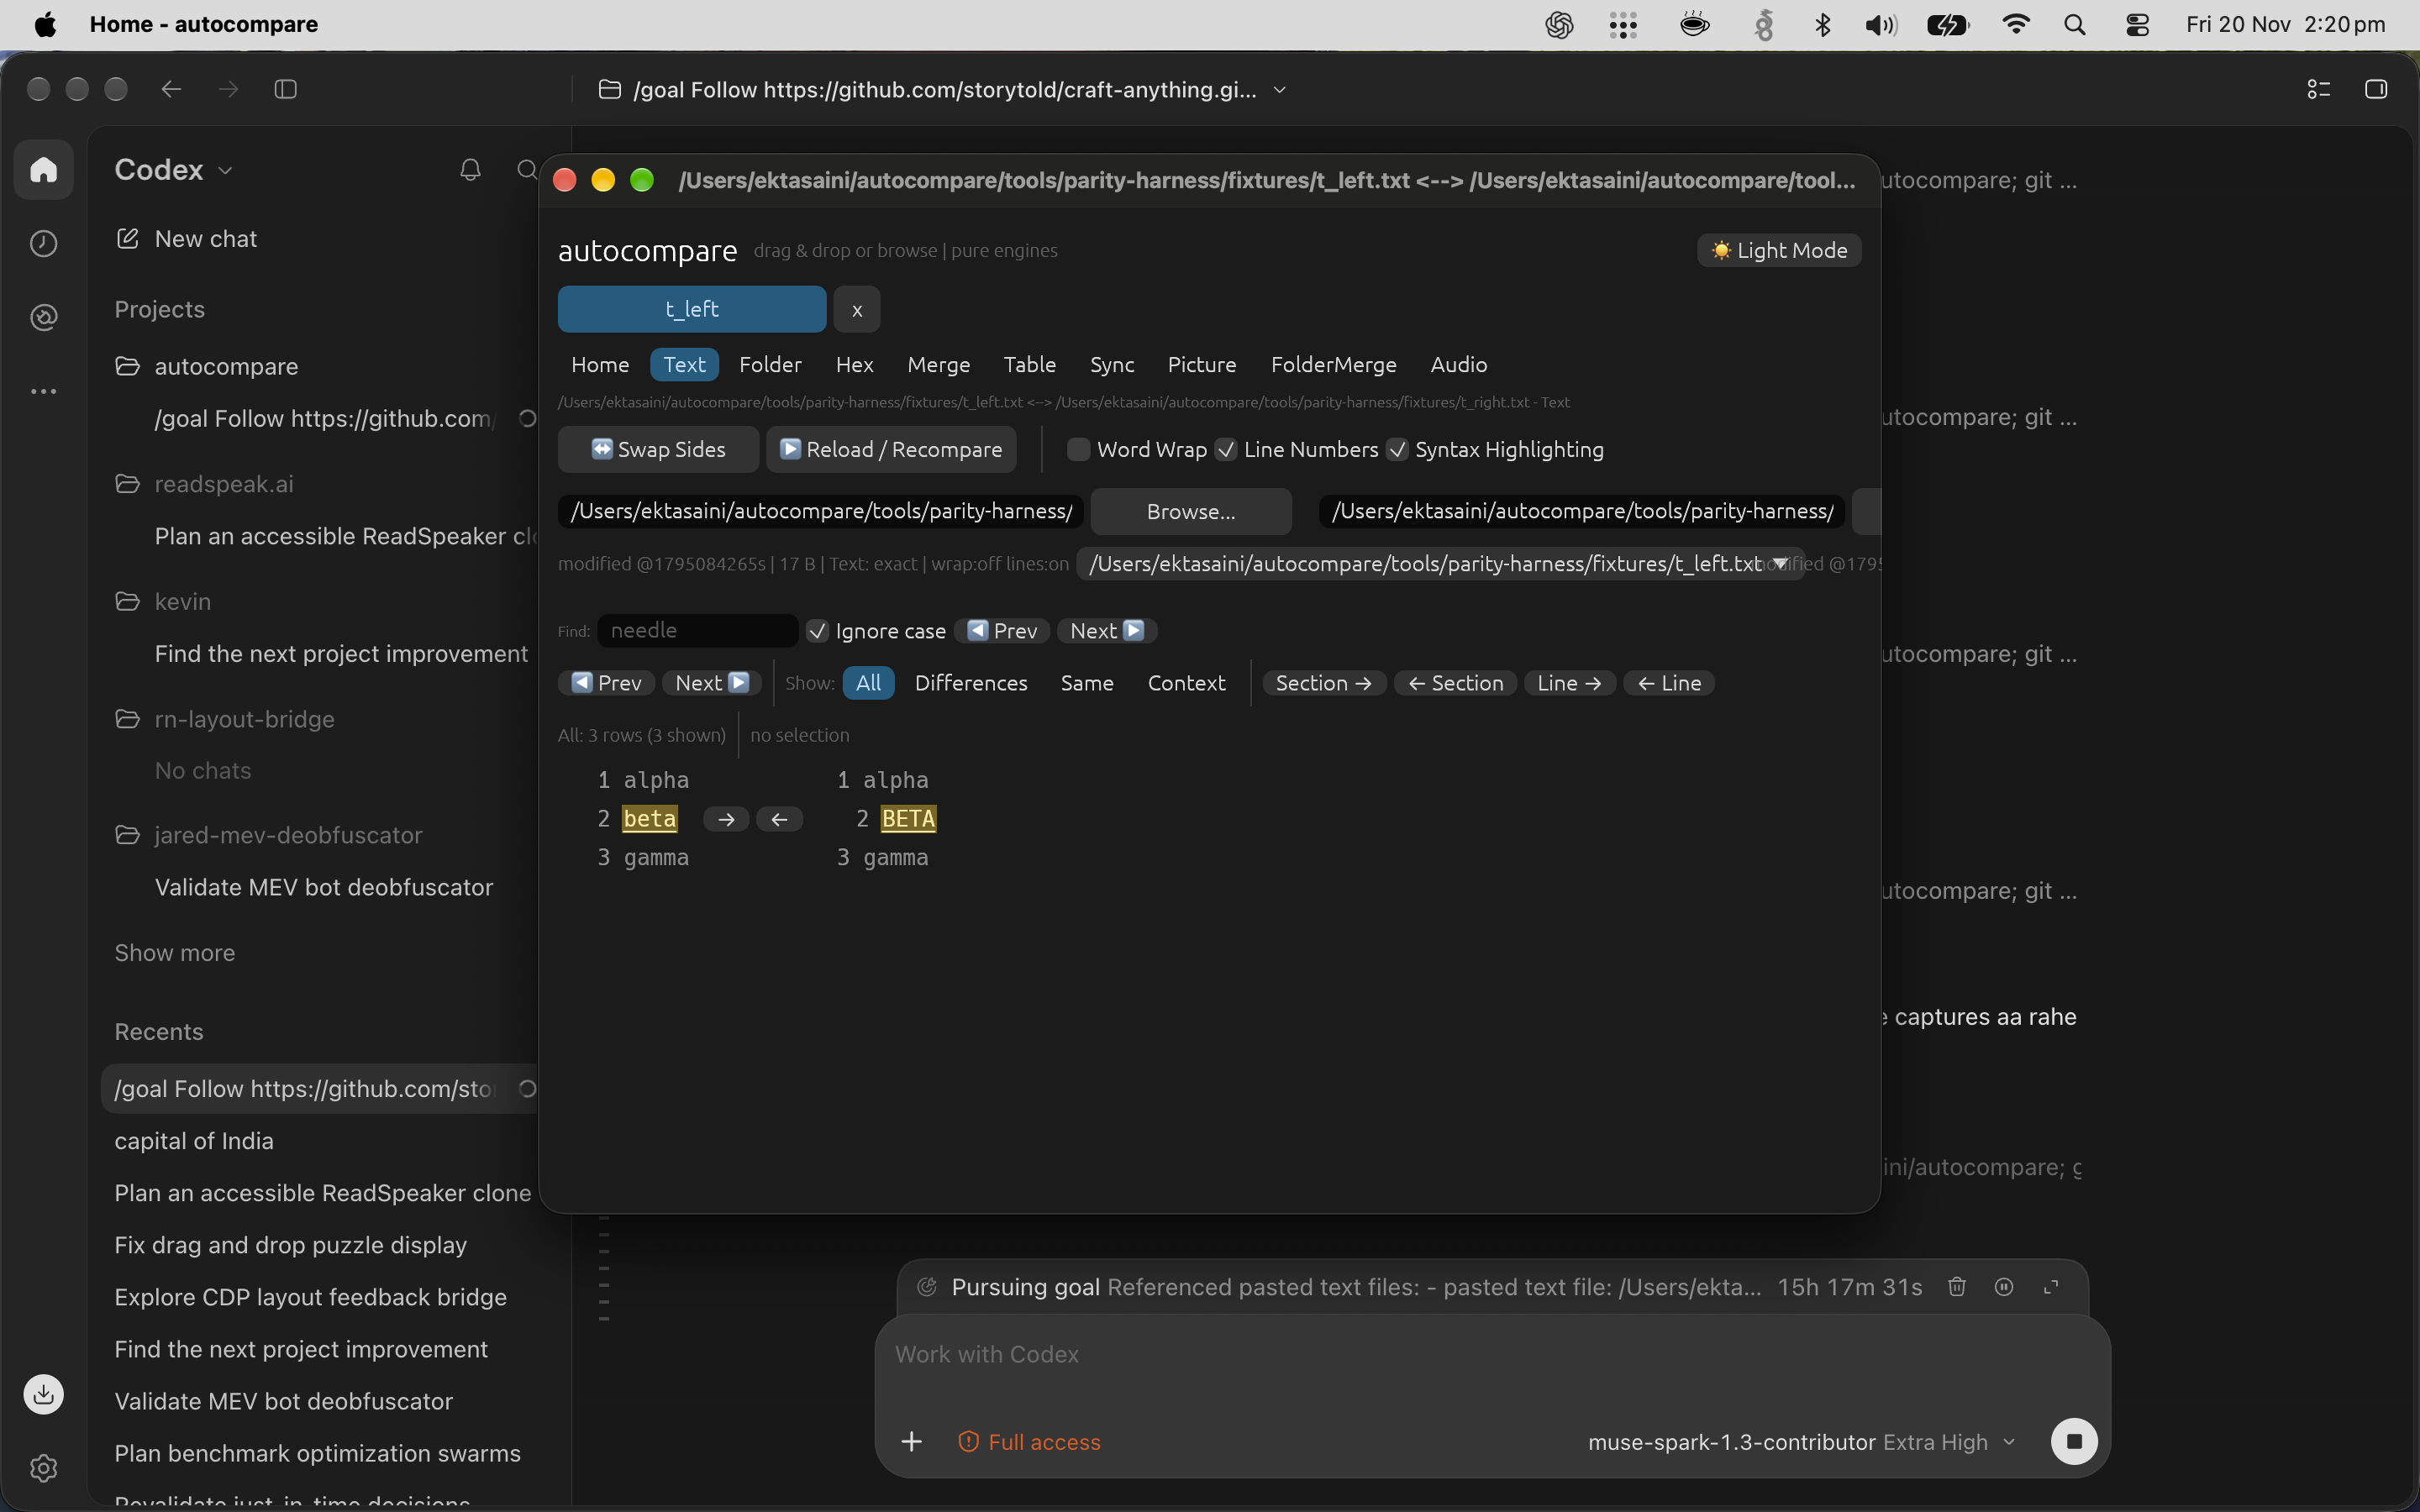 Home - autocompare
Fri 20 Nov 2:20 pm
/goal Follow https://github.com/storytold/craft-anything.gi...
Codex
New chat
Projects
autocompare
/goal Follow https://github.com/
readspeak.ai
Plan an accessible ReadSpeaker clo
kevin
Find the next project improvement
rn-layout-bridge
No chats
jared-mev-deobfuscator
Validate MEV bot deobfuscator
Show more
Recents
/goal Follow https://github.com/sto
capital of India
Plan an accessible ReadSpeaker clone
Fix drag and drop puzzle display
Explore CDP layout feedback bridge
Find the next project improvement
Validate MEV bot deobfuscator
Plan benchmark optimization swarms
Revalidate just-in-time decisions
/Users/ektasaini/autocompare/tools/parity-harness/fixtures/t_left.txt <--> /Users/ektasaini/autocompare/tool...
autocompare drag & drop or browse | pure engines
Light Mode
t_left x
Home Text Folder Hex Merge Table Sync Picture FolderMerge Audio
/Users/ektasaini/autocompare/tools/parity-harness/fixtures/t_left.txt <--> /Users/ektasaini/autocompare/tools/parity-harness/fixtures/t_right.txt - Text
Swap Sides Reload / Recompare Word Wrap Line Numbers Syntax Highlighting
/Users/ektasaini/autocompare/tools/parity-harness/ Browse... /Users/ektasaini/autocompare/tools/parity-harness/
modified @1795084265s | 17 B | Text: exact | wrap:off lines:on /Users/ektasaini/autocompare/tools/parity-harness/fixtures/t_left.txt @179
Find: needle Ignore case Prev Next
Prev Next Show: All Differences Same Context Section → ← Section Line → ← Line
All: 3 rows (3 shown) no selection
1 alpha 1 alpha
2 beta → ← 2 BETA
3 gamma 3 gamma
utocompare; git ...
utocompare; git ...
utocompare; git ...
utocompare; git ...
captures aa rahe
ini/autocompare; g
Pursuing goal Referenced pasted text files: - pasted text file: /Users/ekta... 15h 17m 31s
Work with Codex
Full access
muse-spark-1.3-contributor Extra High